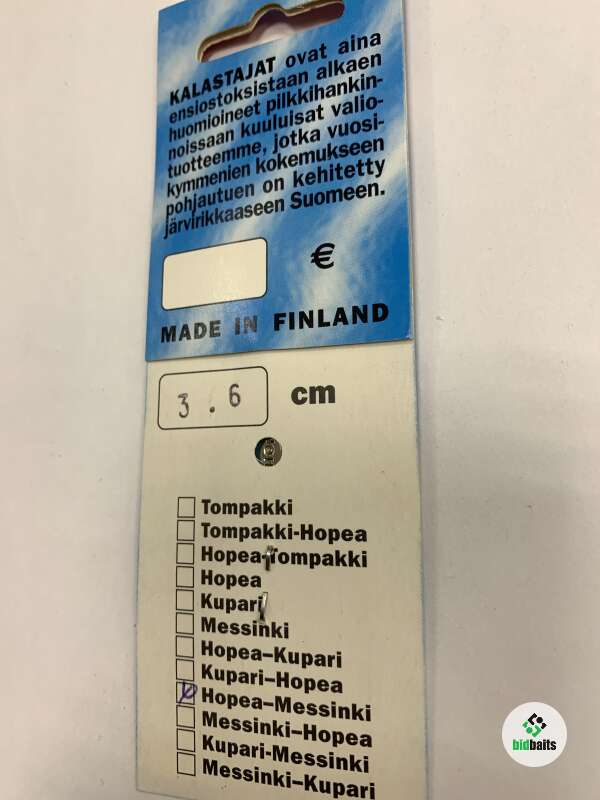 KALASTAJAT ovat aina
ensiostoksistaan alkaen
huomioineet pilkkihankin-
noissaan kuuluisat valio-
tuotteemme, jotka vuosi-
kymmenien kokemukseen
pohjautuen on kehitetty
järvirikkaaseen Suomeen.
€
MADE IN FINLAND
3.6 cm
Tompakki
Tompakki-Hopea
Hopea-Tompakki
Hopea
Kupari
Messinki
Hopea–Kupari
Kupari–Hopea
Hopea–Messinki
Messinki–Hopea
Kupari-Messinki
Messinki–Kupari
bidbaits